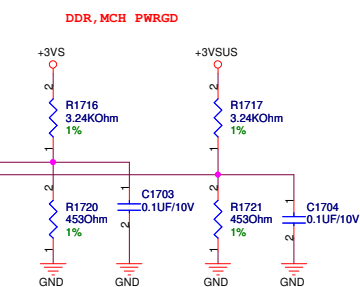 DDR,MCH PWRGD
+3VS
+3VSUS
2
2
R1716
3.24KOhm
1%
R1717
3.24KOhm
1%
1
1
2
1
C1703
0.1UF/10V
2
R1720
453Ohm
1%
1
2
1
C1704
0.1UF/10V
2
R1721
453Ohm
1%
1
GND
GND
GND
GND